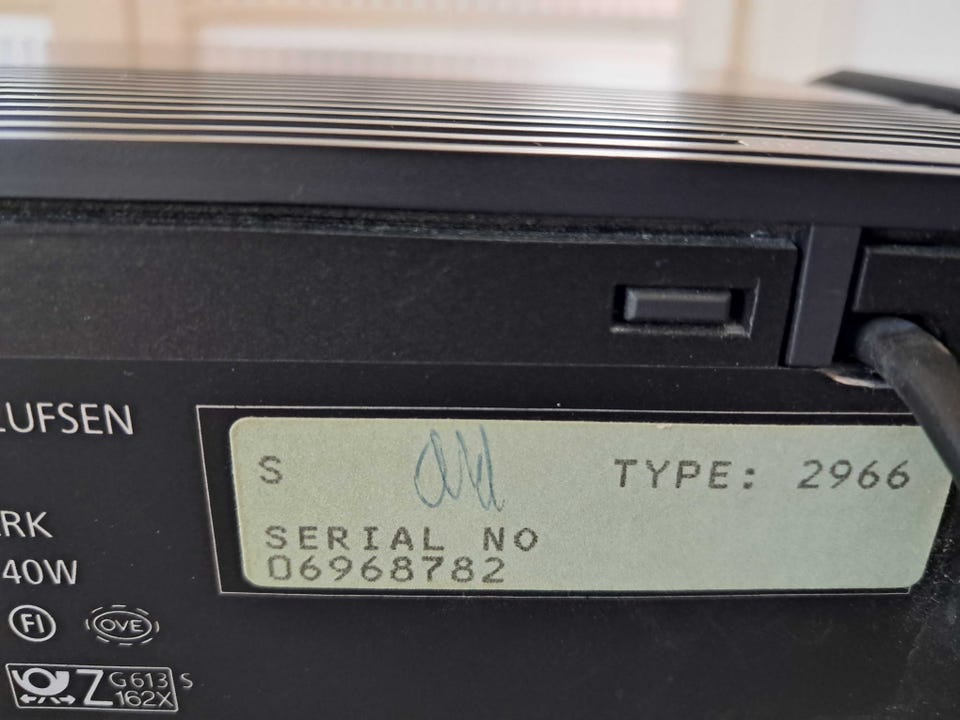 LUFSEN
RK
40W
FI
OVE
Z G613 S
162X
S TYPE: 2966
SERIAL NO
06968782